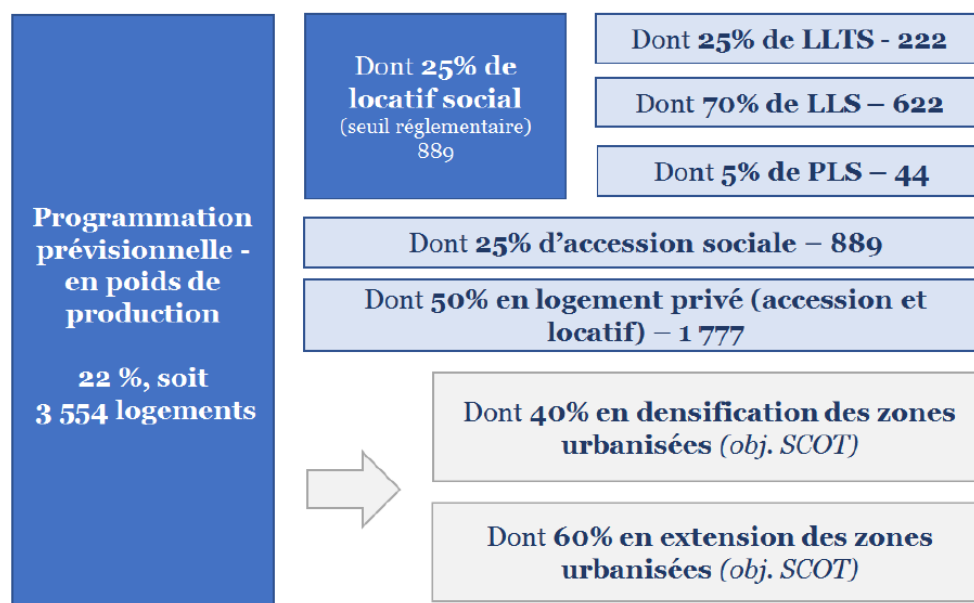 Programmation
prévisionnelle -
en poids de
production
22 %, soit
3 554 logements
Dont 25% de
locatif social
(seuil réglementaire)
889
Dont 25% de LLTS - 222
Dont 70% de LLS – 622
Dont 5% de PLS – 44
Dont 25% d’accession sociale – 889
Dont 50% en logement privé (accession et
locatif) – 1 777
Dont 40% en densification des zones
urbanisées (obj. SCOT)
Dont 60% en extension des zones
urbanisées (obj. SCOT)